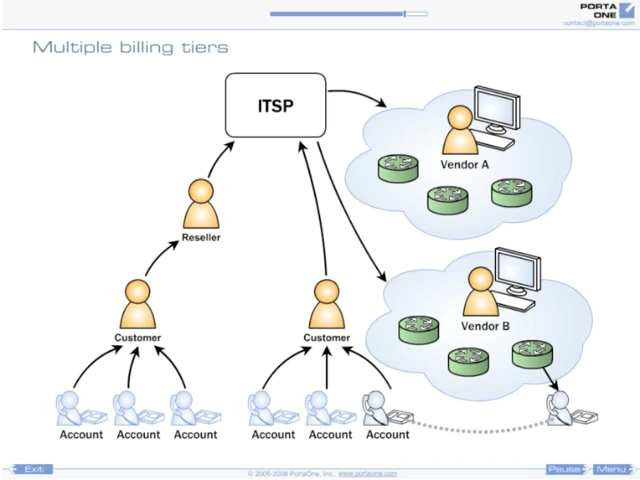 PORTA
ONE
contact@portaone.com
Multiple billing tiers
ITSP
Vendor A
Reseller
Vendor B
Customer
Customer
Account
Account
Account
Account
Account
Account
Exit
© 2006-2008 PortaOne, Inc., www.portaone.com
Pause
Menu